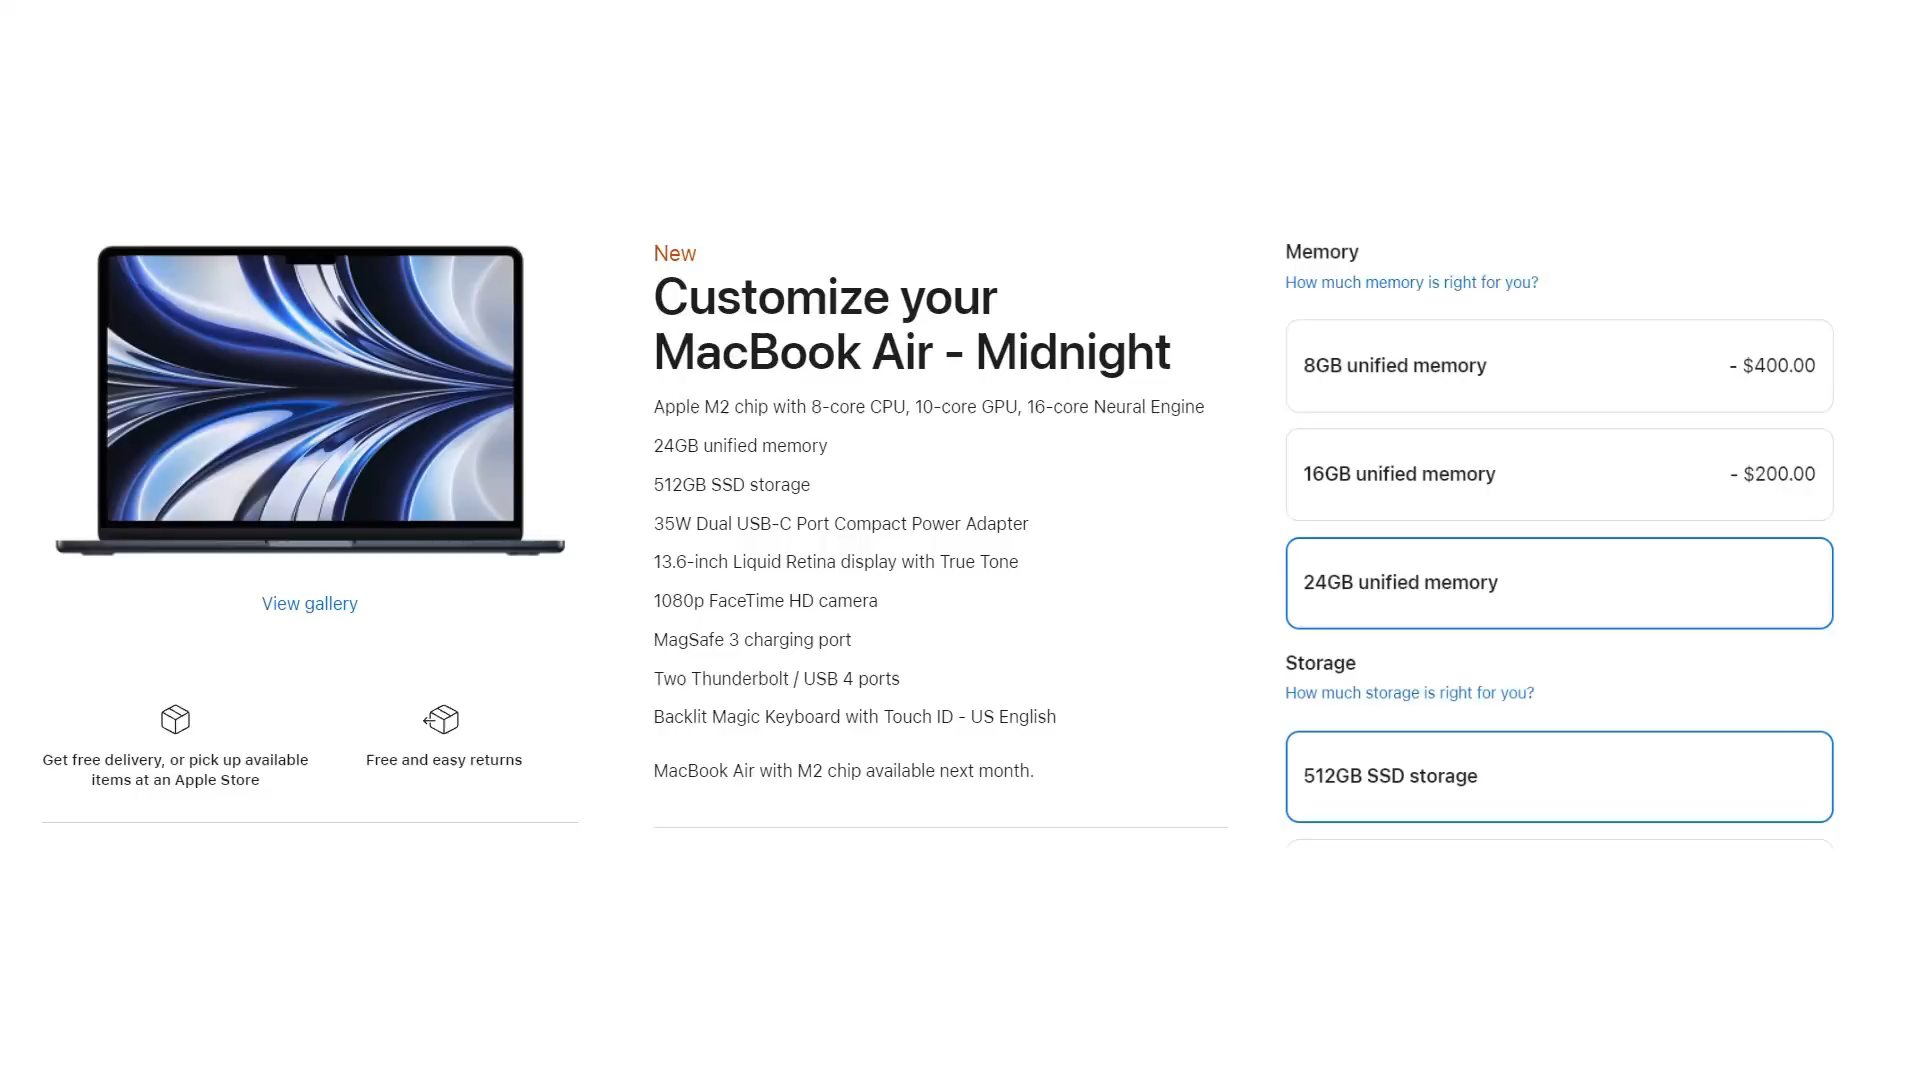 View gallery
Get free delivery, or pick up available
items at an Apple Store
Free and easy returns
New
Customize your
MacBook Air - Midnight
Apple M2 chip with 8-core CPU, 10-core GPU, 16-core Neural Engine
24GB unified memory
512GB SSD storage
35W Dual USB-C Port Compact Power Adapter
13.6-inch Liquid Retina display with True Tone
1080p FaceTime HD camera
MagSafe 3 charging port
Two Thunderbolt / USB 4 ports
Backlit Magic Keyboard with Touch ID - US English
MacBook Air with M2 chip available next month.
Memory
How much memory is right for you?
8GB unified memory - $400.00
16GB unified memory - $200.00
24GB unified memory
Storage
How much storage is right for you?
512GB SSD storage